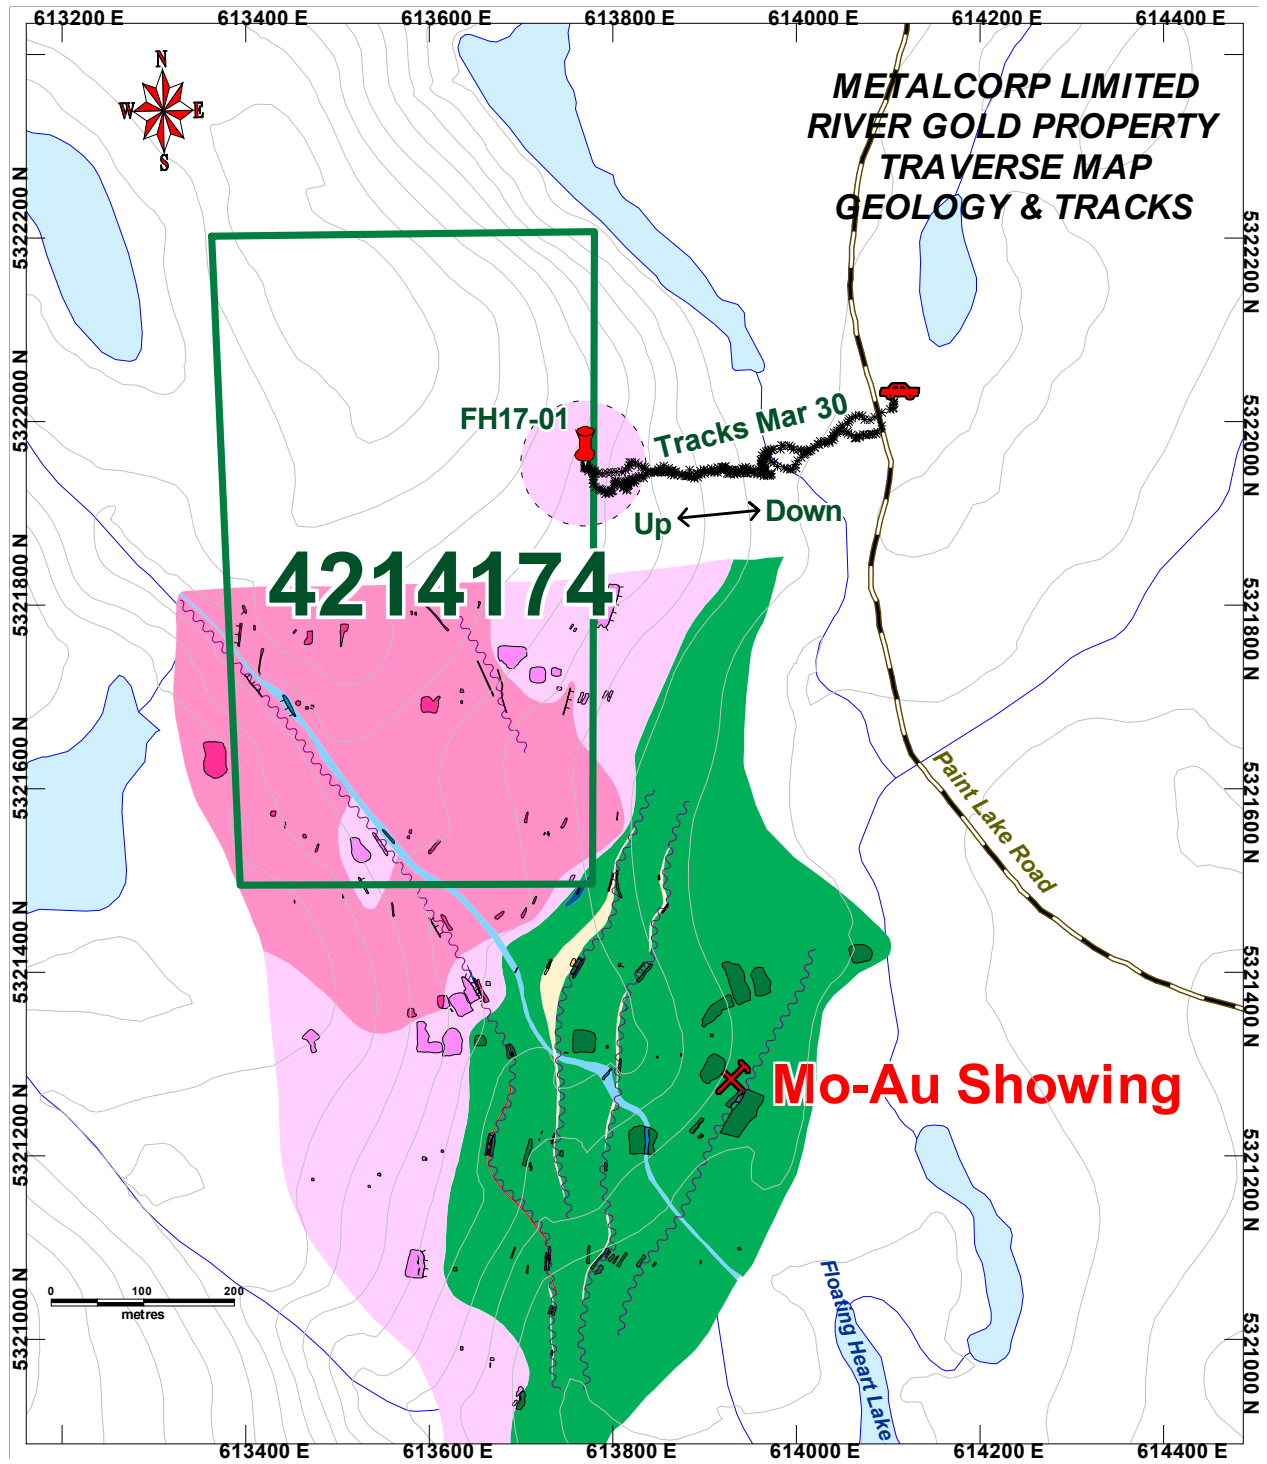 613200 E 613400 E 613600 E 613800 E 614000 E 614200 E 614400 E
METALCORP LIMITED
RIVER GOLD PROPERTY
TRAVERSE MAP
GEOLOGY & TRACKS
N
W E
S
5322200 N
5322000 N
5321800 N
5321600 N
5321400 N
5321200 N
5321000 N
5322200 N
5322000 N
5321800 N
5321600 N
5321400 N
5321200 N
5321000 N
FH17-01
Tracks Mar 30
Up
Down
4214174
Paint Lake Road
Mo-Au Showing
Floating Heart Lake
0 100 200
metres
613400 E 613600 E 613800 E 614000 E 614200 E 614400 E